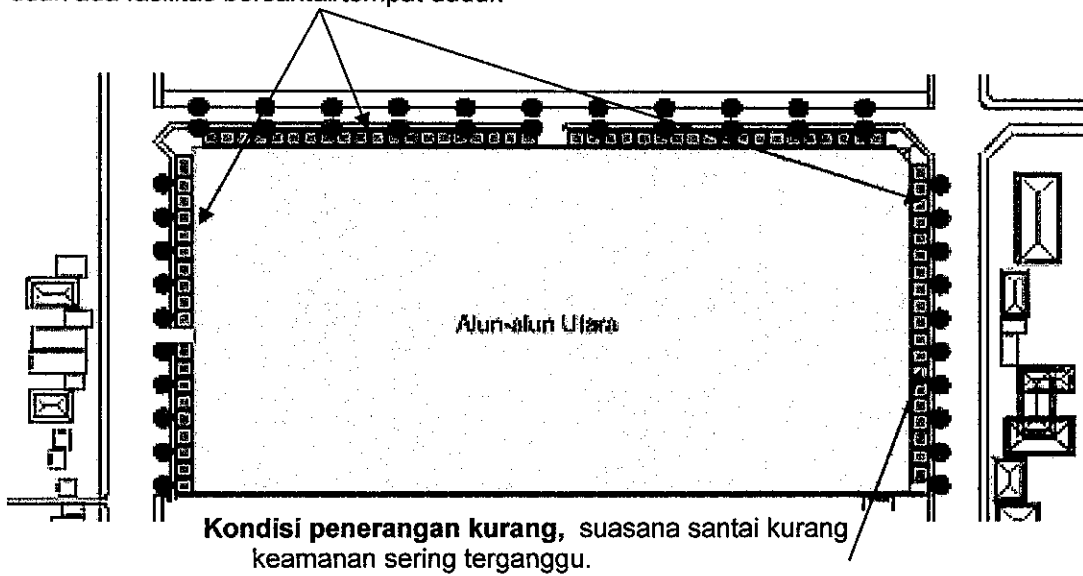 Alun-alun Utara
Kondisi penerangan kurang, suasana santai kurang
keamanan sering terganggu.